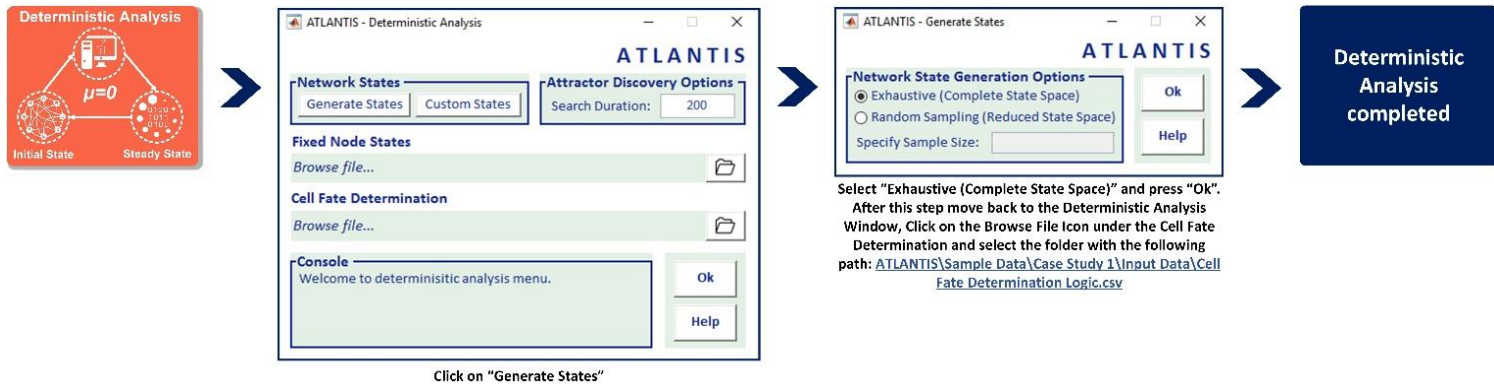 Deterministic Analysis
μ=0
Initial State
Steady State
ATLANTIS - Deterministic Analysis
ATLANTIS
Network States
Generate States
Custom States
Attractor Discovery Options
Search Duration:
200
Fixed Node States
Browse file...
Cell Fate Determination
Browse file...
Console
Welcome to determinisitic analysis menu.
Ok
Help
Click on “Generate States”
ATLANTIS - Generate States
ATLANTIS
Network State Generation Options
Exhaustive (Complete State Space)
Random Sampling (Reduced State Space)
Specify Sample Size:
Ok
Help
Select “Exhaustive (Complete State Space)” and press “Ok”.
After this step move back to the Deterministic Analysis
Window, Click on the Browse File Icon under the Cell Fate
Determination and select the folder with the following
path: ATLANTIS\Sample Data\Case Study 1\Input Data\Cell
Fate Determination Logic.csv
Deterministic
Analysis
completed